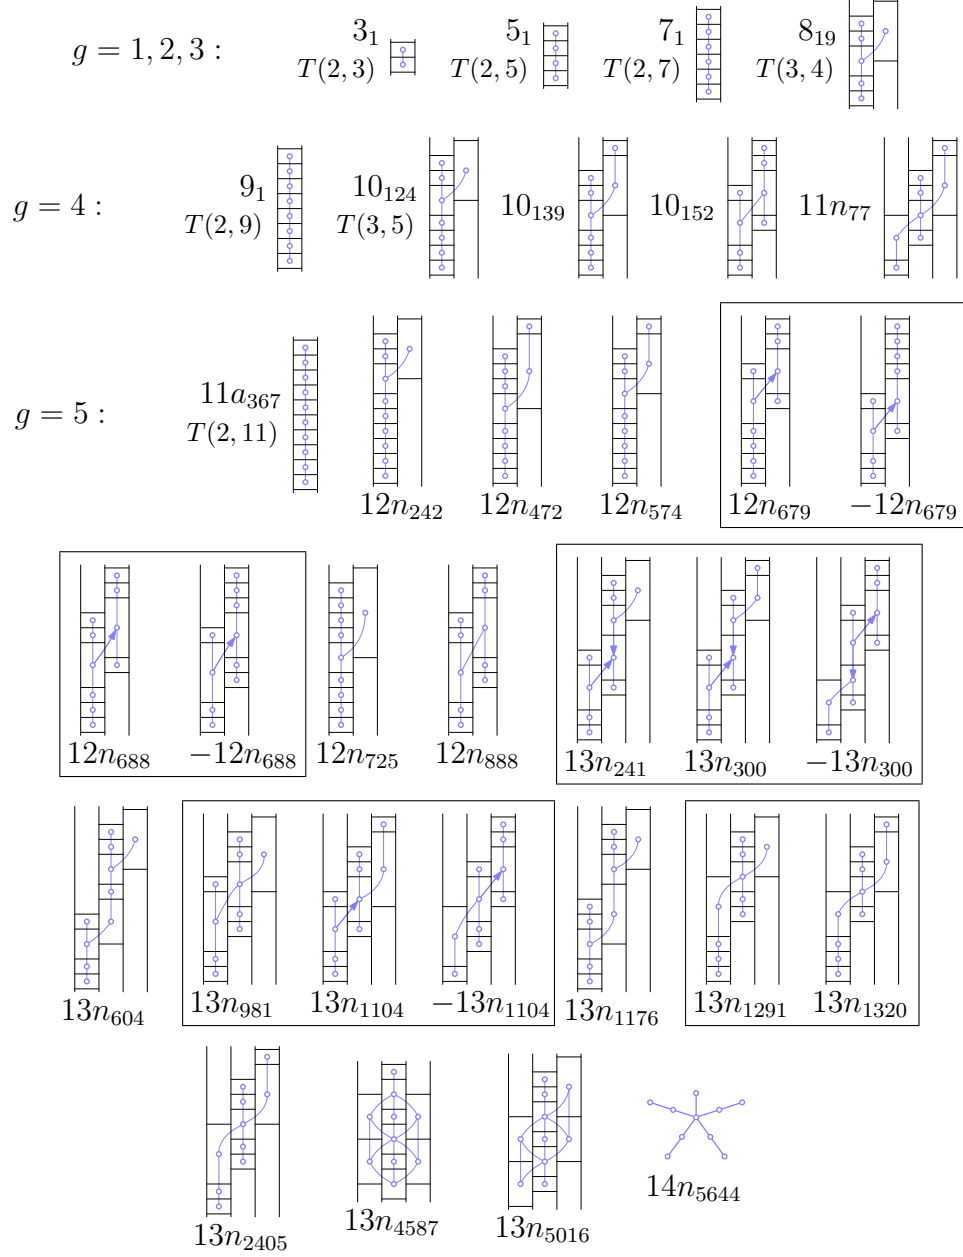 g = 1, 2, 3 :
3₁ 5₁ 7₁ 8₁₉
T(2, 3) T(2, 5) T(2, 7) T(3, 4)
g = 4 :
9₁ 10₁₂₄ 10₁₃₉ 10₁₅₂ 11n₇₇
T(2, 9) T(3, 5)
g = 5 :
11a₃₆₇
T(2, 11)
12n₂₄₂ 12n₄₇₂ 12n₅₇₄ 12n₆₇₉ −12n₆₇₉
12n₆₈₈ −12n₆₈₈ 12n₇₂₅ 12n₈₈₈ 13n₂₄₁ 13n₃₀₀ −13n₃₀₀
13n₆₀₄ 13n₉₈₁ 13n₁₁₀₄ −13n₁₁₀₄ 13n₁₁₇₆ 13n₁₂₉₁ 13n₁₃₂₀
13n₂₄₀₅ 13n₄₅₈₇ 13n₅₀₁₆ 14n₅₆₄₄